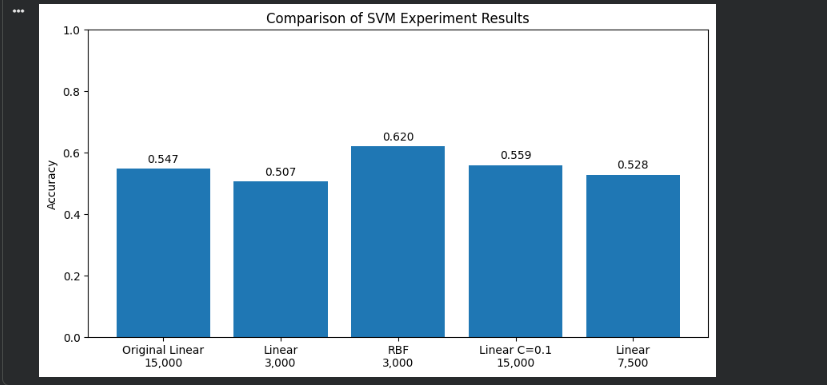 Comparison of SVM Experiment Results
1.0
0.8
0.6
0.4
0.2
0.0
Accuracy
0.547
0.507
0.620
0.559
0.528
Original Linear
15,000
Linear
3,000
RBF
3,000
Linear C=0.1
15,000
Linear
7,500